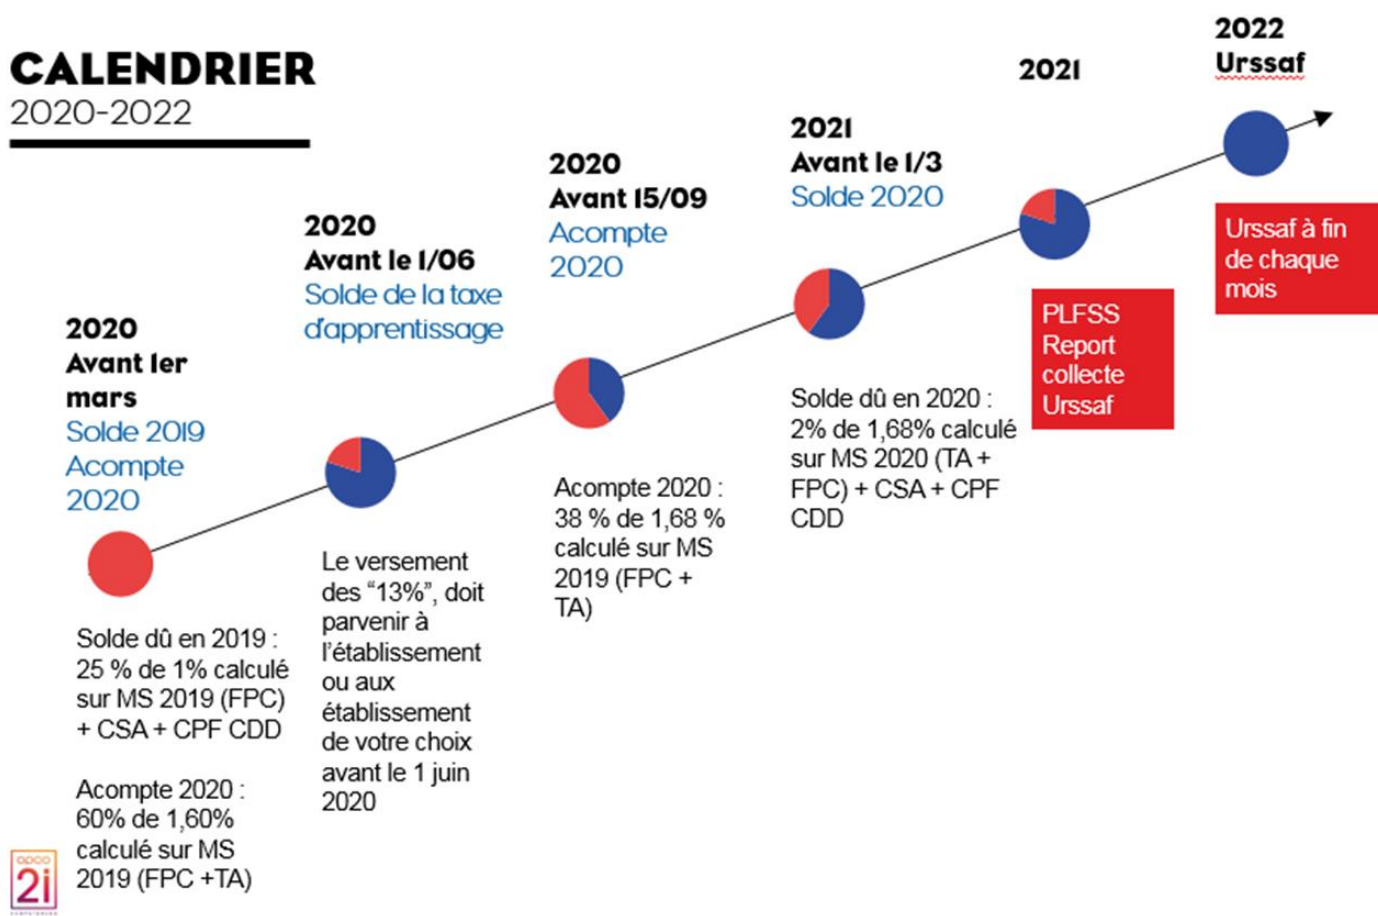 CALENDRIER
2020-2022
2020
Avant 1er
mars
Solde 2019
Acompte
2020
Solde dû en 2019 :
25 % de 1% calculé
sur MS 2019 (FPC)
+ CSA + CPF CDD
Acompte 2020 :
60% de 1,60%
calculé sur MS
2019 (FPC +TA)
2020
Avant le 1/06
Solde de la taxe
d'apprentissage
Le versement
des “13%”, doit
parvenir à
l’établissement
ou aux
établissement
de votre choix
avant le 1 juin
2020
2020
Avant 15/09
Acompte
2020
Acompte 2020 :
38 % de 1,68 %
calculé sur MS
2019 (FPC +
TA)
2021
Avant le 1/3
Solde 2020
Solde dû en 2020 :
2% de 1,68% calculé
sur MS 2020 (TA +
FPC) + CSA + CPF
CDD
2021
PLFSS
Report
collecte
Urssaf
2022
Urssaf
Urssaf à fin
de chaque
mois
opco
2i